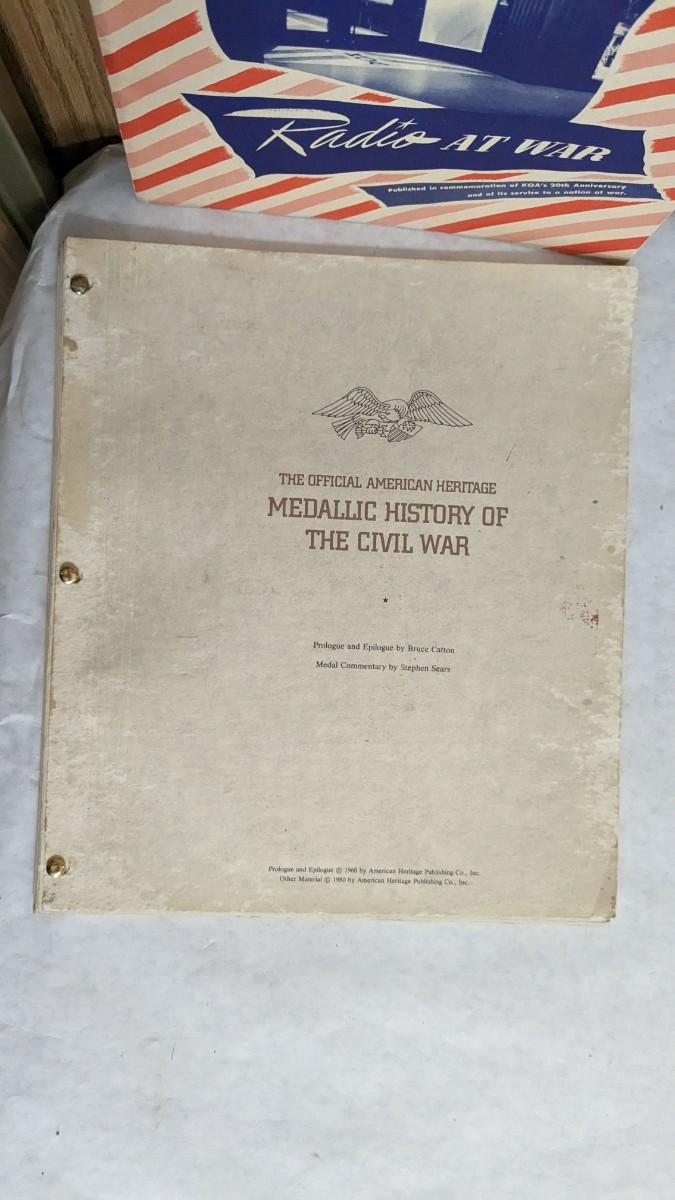 Radio AT WAR
Published in commemoration of KOA's 20th Anniversary
and of its service to a nation at war.
THE OFFICIAL AMERICAN HERITAGE
MEDALLIC HISTORY OF
THE CIVIL WAR
Prologue and Epilogue by Bruce Catton
Medal Commentary by Stephen Sears
Prologue and Epilogue © 1960 by American Heritage Publishing Co., Inc.
Other Material © 1980 by American Heritage Publishing Co., Inc.